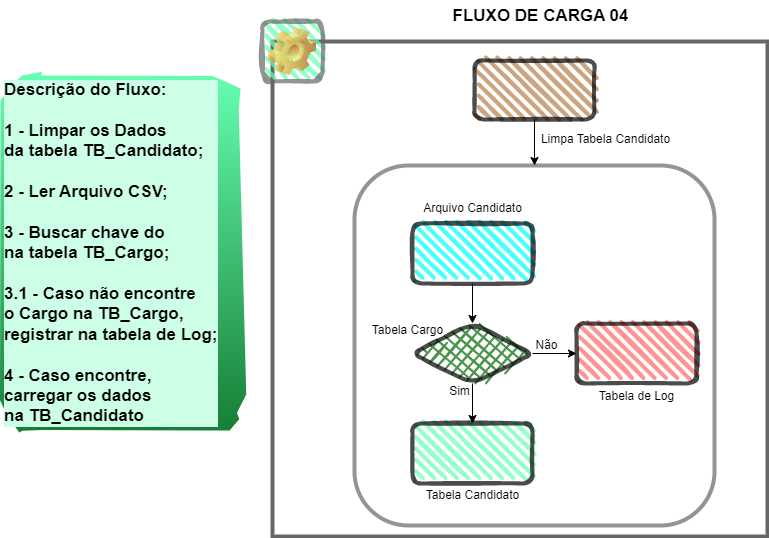 FLUXO DE CARGA 04
Descrição do Fluxo:
1 - Limpar os Dados
da tabela TB_Candidato;
2 - Ler Arquivo CSV;
3 - Buscar chave do
na tabela TB_Cargo;
3.1 - Caso não encontre
o Cargo na TB_Cargo,
registrar na tabela de Log;
4 - Caso encontre,
carregar os dados
na TB_Candidato
Limpa Tabela Candidato
Arquivo Candidato
Tabela Cargo
Não
Sim
Tabela de Log
Tabela Candidato